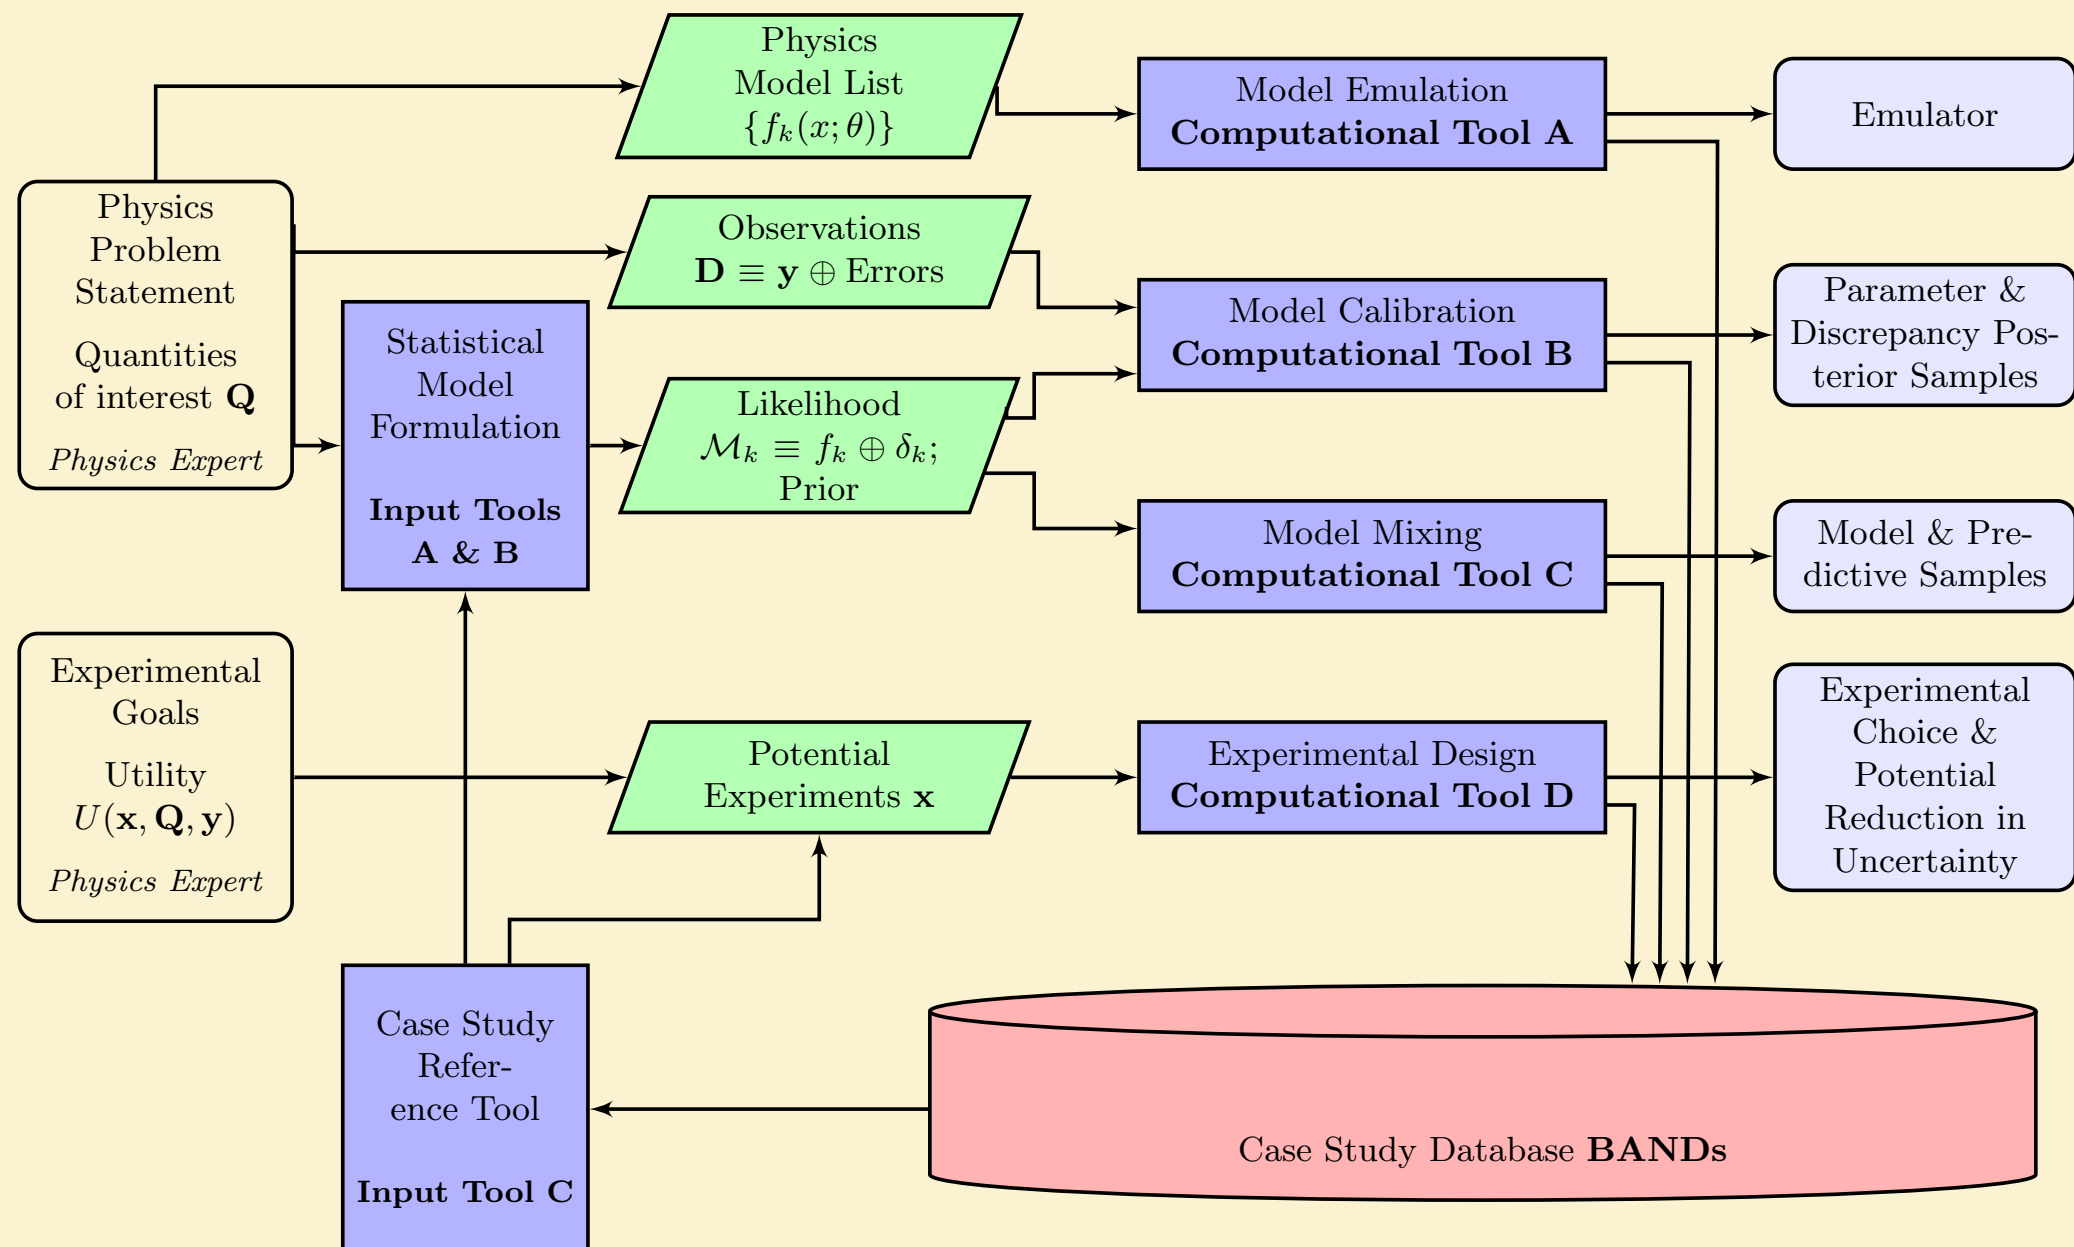 Physics
Model List
{f_k(x; θ)}
Model Emulation
Computational Tool A
Emulator
Physics
Problem
Statement
Quantities
of interest Q
Physics Expert
Observations
D ≡ y ⊕ Errors
Statistical
Model
Formulation
Input Tools
A & B
Model Calibration
Computational Tool B
Parameter &
Discrepancy Pos-
terior Samples
Likelihood
ℳ_k ≡ f_k ⊕ δ_k;
Prior
Model Mixing
Computational Tool C
Model & Pre-
dictive Samples
Experimental
Goals
Utility
U(x, Q, y)
Physics Expert
Potential
Experiments x
Experimental Design
Computational Tool D
Experimental
Choice &
Potential
Reduction in
Uncertainty
Case Study
Refer-
ence Tool
Input Tool C
Case Study Database BANDs